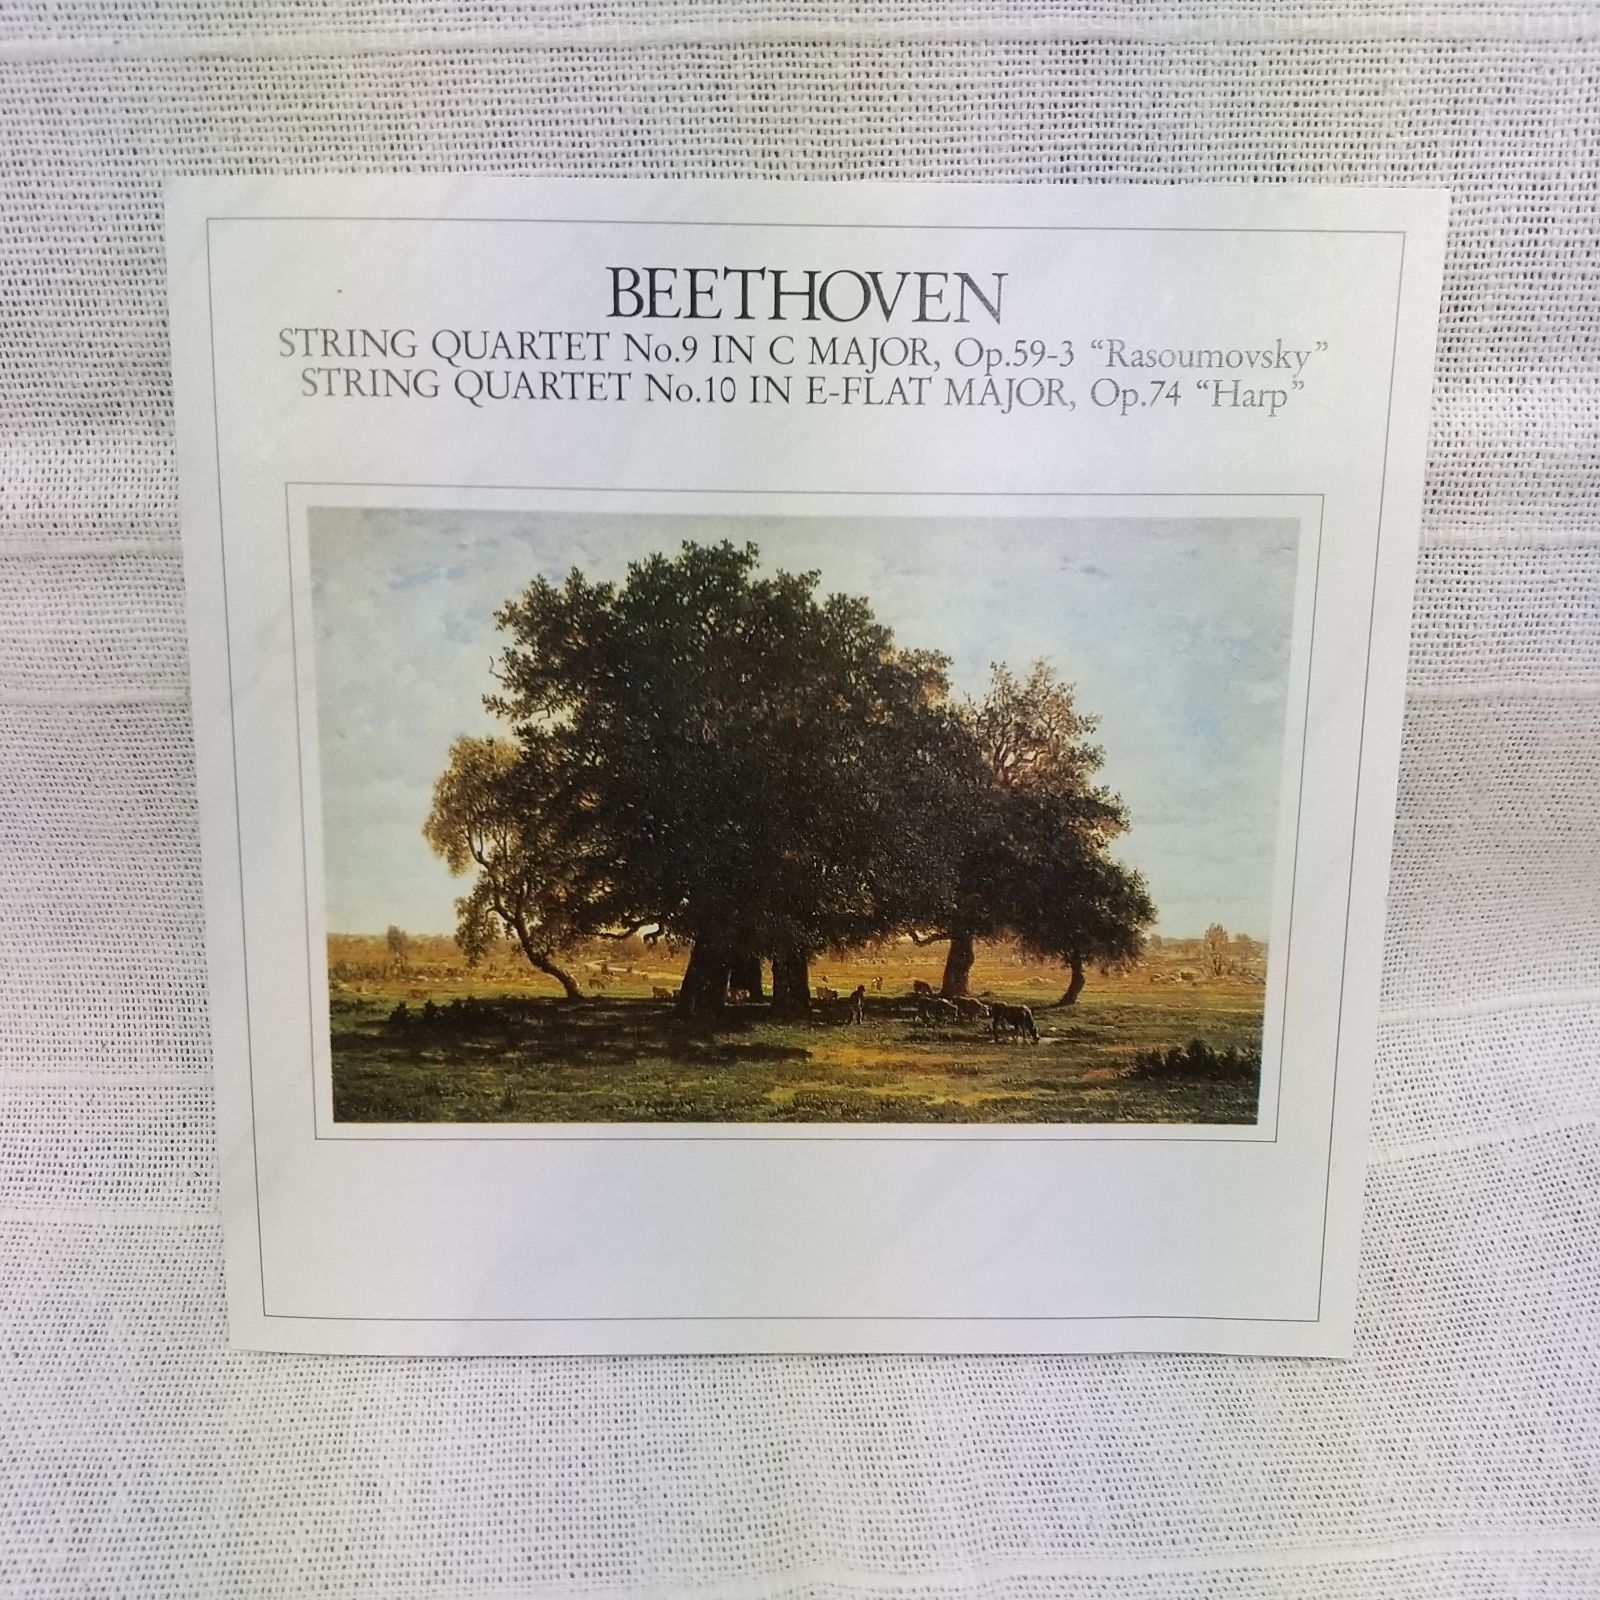 BEETHOVEN
STRING QUARTET No.9 IN C MAJOR, Op.59-3 “Rasoumovsky”
STRING QUARTET No.10 IN E-FLAT MAJOR, Op.74 “Harp”